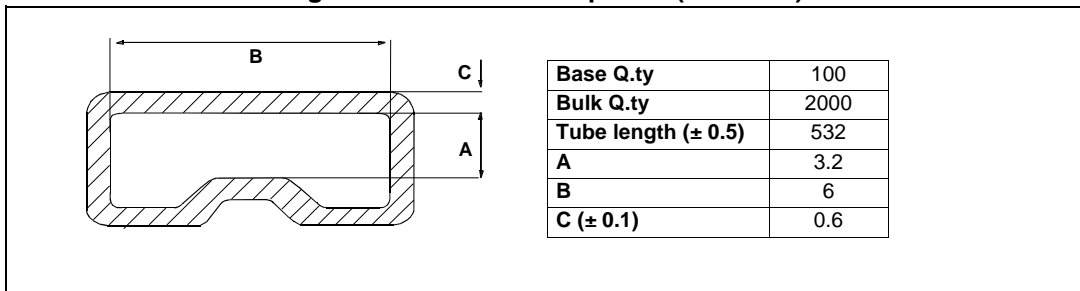 B
C
A
Base Q.ty 100
Bulk Q.ty 2000
Tube length (± 0.5) 532
A 3.2
B 6
C (± 0.1) 0.6